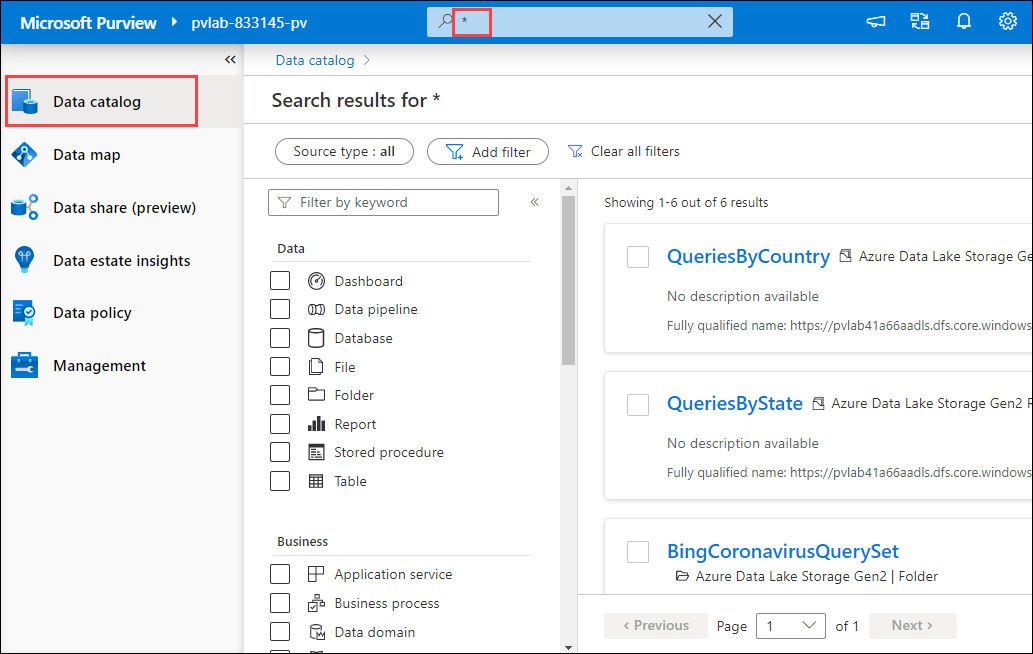 Microsoft Purview
pvlab-833145-pv
*
Data catalog
Data map
Data share (preview)
Data estate insights
Data policy
Management
Data catalog
Search results for *
Source type : all
Add filter
Clear all filters
Filter by keyword
Data
Dashboard
Data pipeline
Database
File
Folder
Report
Stored procedure
Table
Business
Application service
Business process
Data domain
Showing 1-6 out of 6 results
QueriesByCountry Azure Data Lake Storage Ge
No description available
Fully qualified name: https://pvlab41a66aadls.dfs.core.windows
QueriesByState Azure Data Lake Storage Gen2 R
No description available
Fully qualified name: https://pvlab41a66aadls.dfs.core.windows
BingCoronavirusQuerySet
Azure Data Lake Storage Gen2 | Folder
< Previous Page 1 of 1 Next >